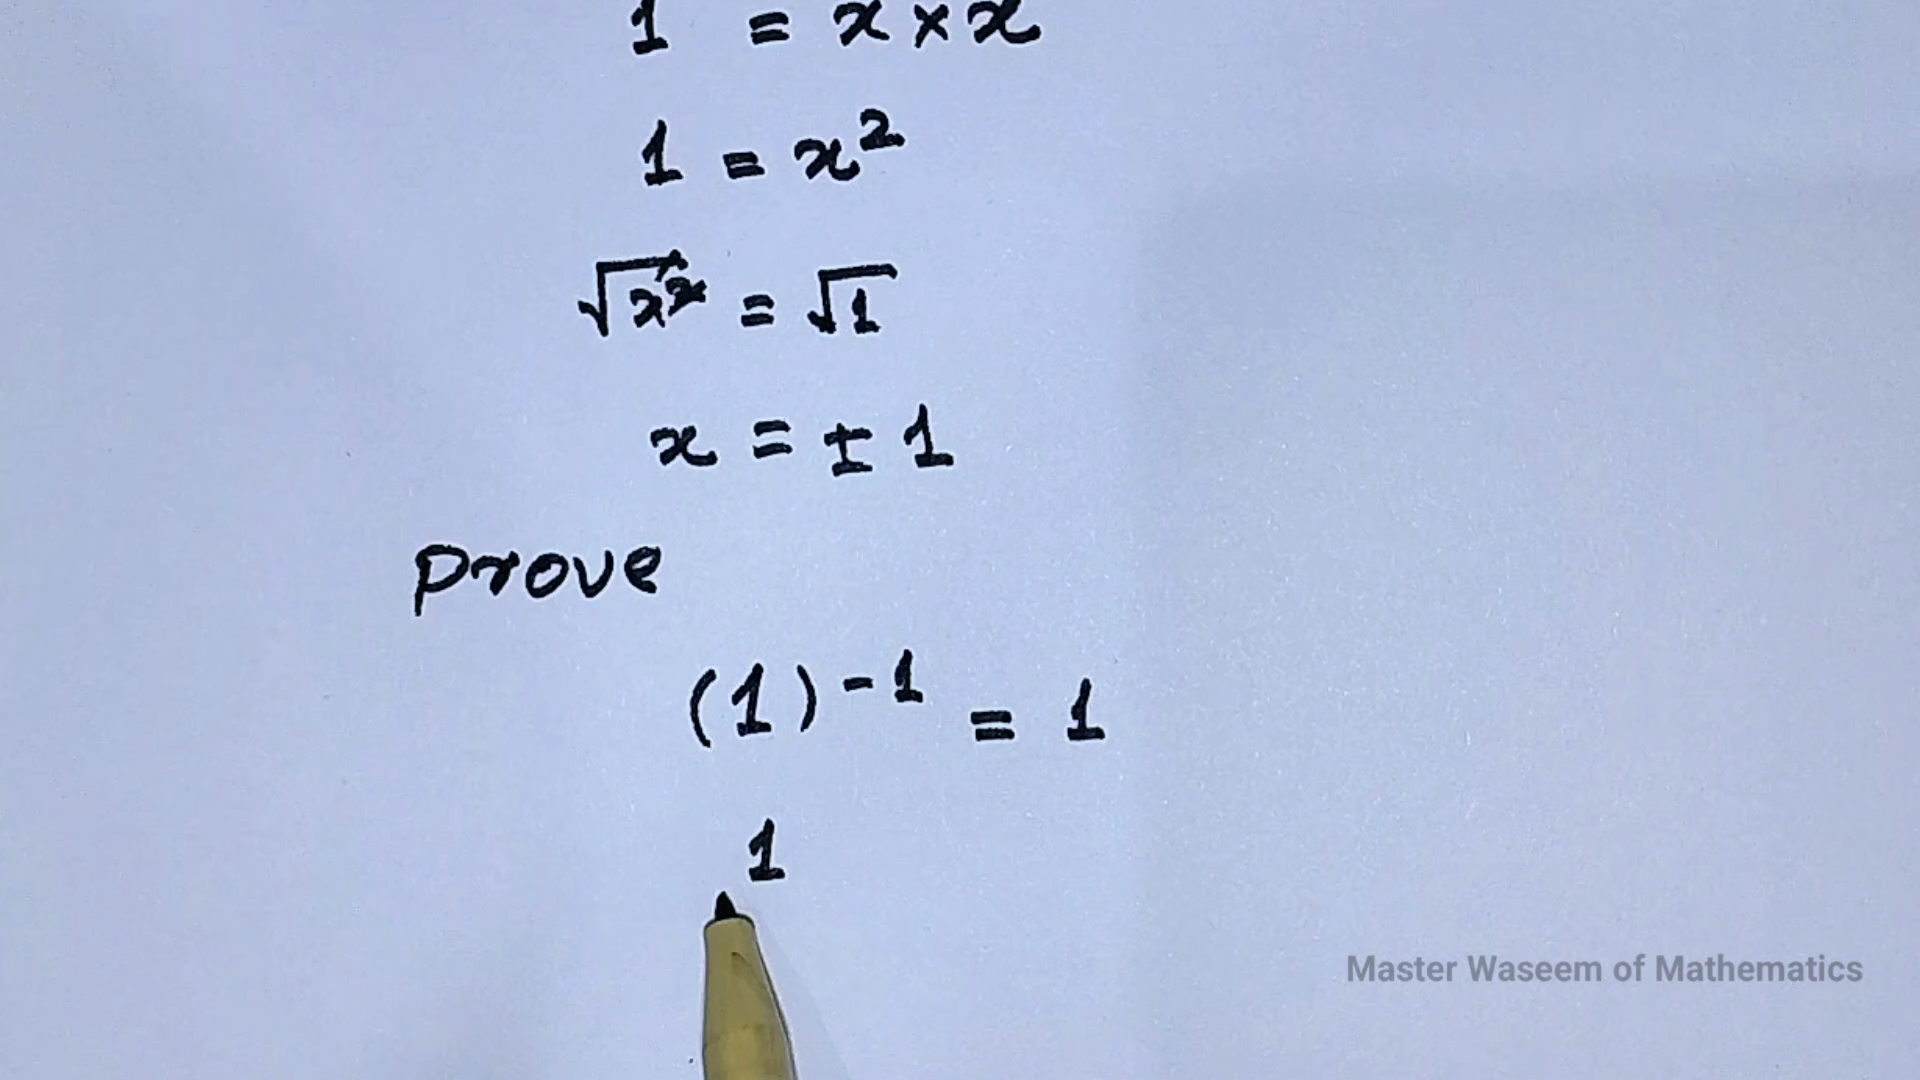 1 = x × x
1 = x²
√x² = √1
x = ± 1
Prove
(1)⁻¹ = 1
1
Master Waseem of Mathematics